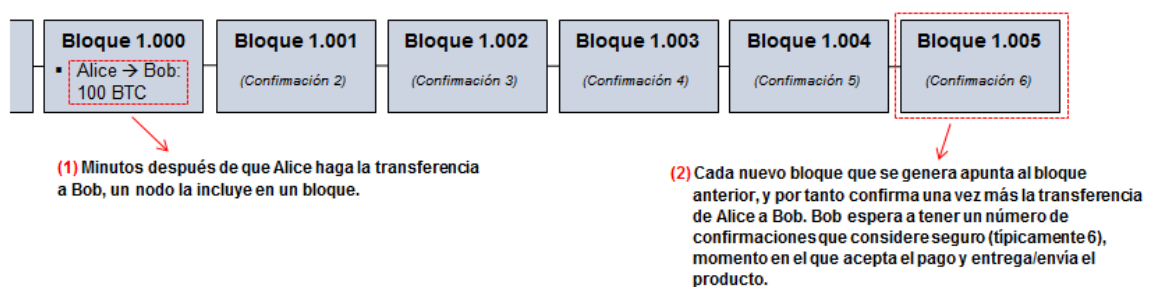 Bloque 1.000
▪ Alice → Bob:
100 BTC
Bloque 1.001
(Confirmación 2)
Bloque 1.002
(Confirmación 3)
Bloque 1.003
(Confirmación 4)
Bloque 1.004
(Confirmación 5)
Bloque 1.005
(Confirmación 6)
(1) Minutos después de que Alice haga la transferencia
a Bob, un nodo la incluye en un bloque.
(2) Cada nuevo bloque que se genera apunta al bloque
anterior, y por tanto confirma una vez más la transferencia
de Alice a Bob. Bob espera a tener un número de
confirmaciones que considere seguro (típicamente 6),
momento en el que acepta el pago y entrega/envía el
producto.